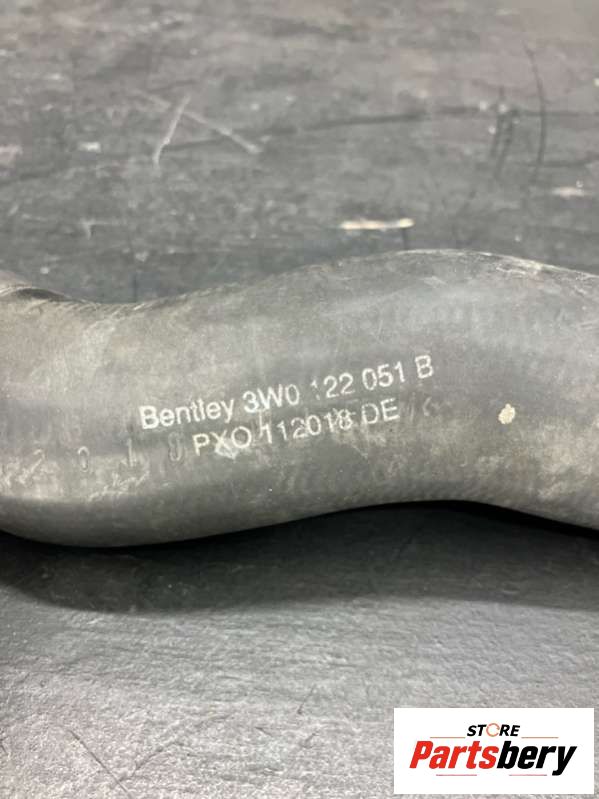 Bentley 3W0 122 051 B
PXO 112018 DE
STORE
Partsbery